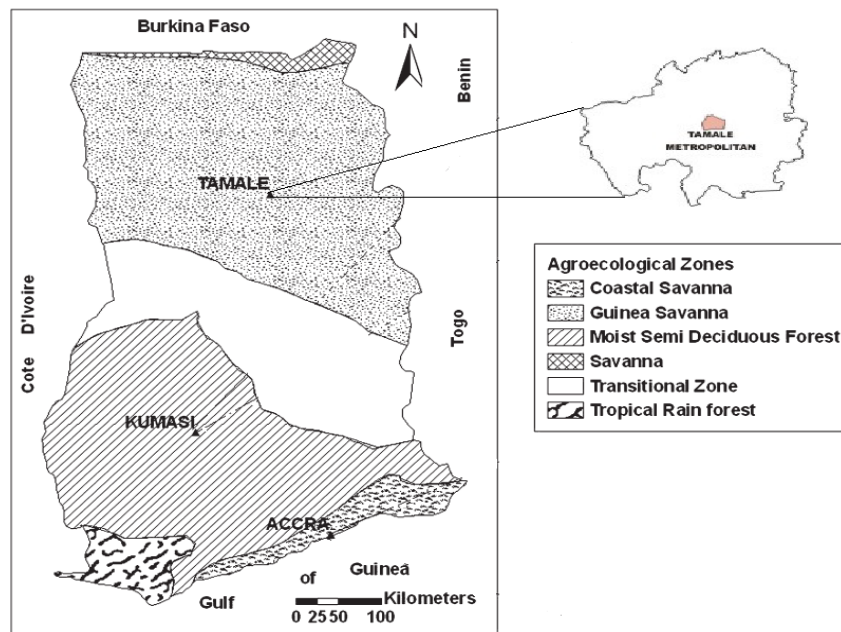 Burkina Faso
N
Benin
TAMALE
TAMALE
METROPOLITAN
Agroecological Zones
Coastal Savanna
Guinea Savanna
Moist Semi Deciduous Forest
Savanna
Transitional Zone
Tropical Rain forest
Cote D'Ivoire
Togo
KUMASI
ACCRA
Gulf of Guinea
Kilometers
0 25 50 100